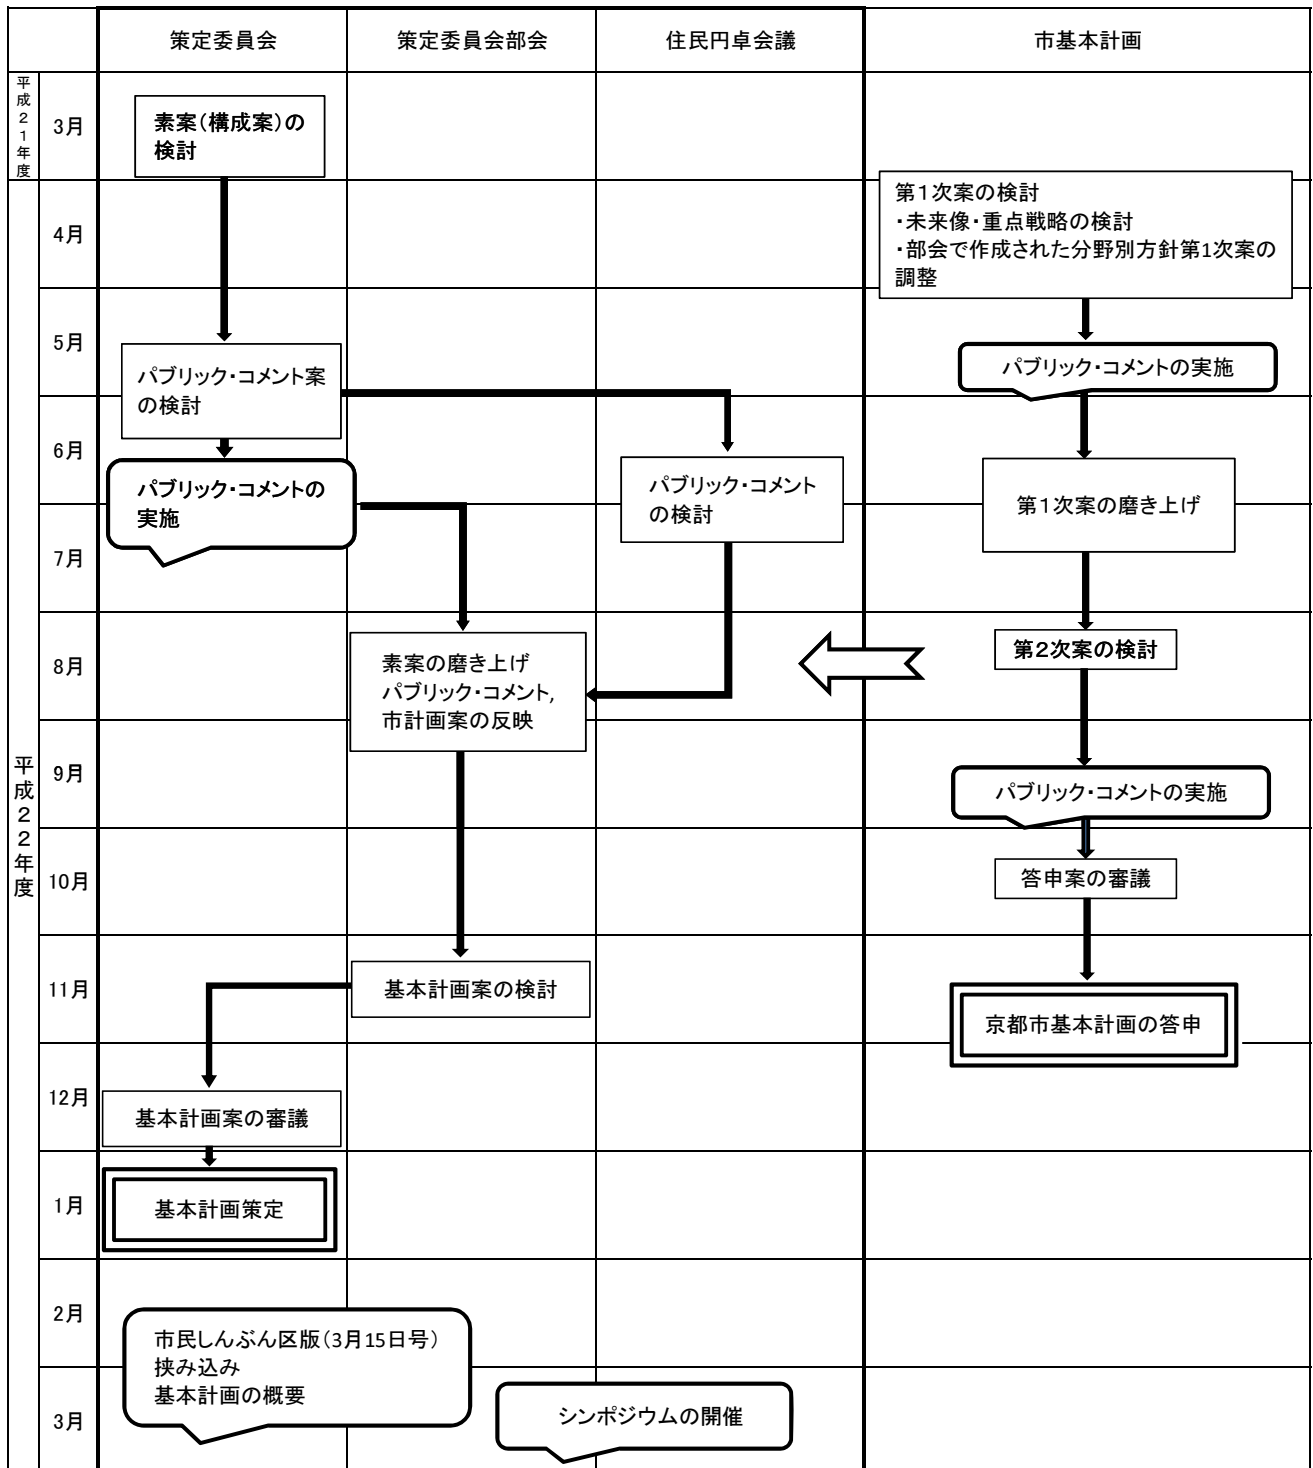 策定委員会
策定委員会部会
住民円卓会議
市基本計画
平成21年度
3月
素案(構成案)の
検討
平成22年度
4月
第1次案の検討
・未来像・重点戦略の検討
・部会で作成された分野別方針第1次案の
調整
5月
パブリック・コメント案
の検討
パブリック・コメントの実施
6月
パブリック・コメントの
実施
パブリック・コメント
の検討
第1次案の磨き上げ
7月
8月
素案の磨き上げ
パブリック・コメント,
市計画案の反映
第2次案の検討
9月
パブリック・コメントの実施
10月
答申案の審議
11月
基本計画案の検討
京都市基本計画の答申
12月
基本計画案の審議
1月
基本計画策定
2月
市民しんぶん区版(3月15日号)
挟み込み
基本計画の概要
3月
シンポジウムの開催